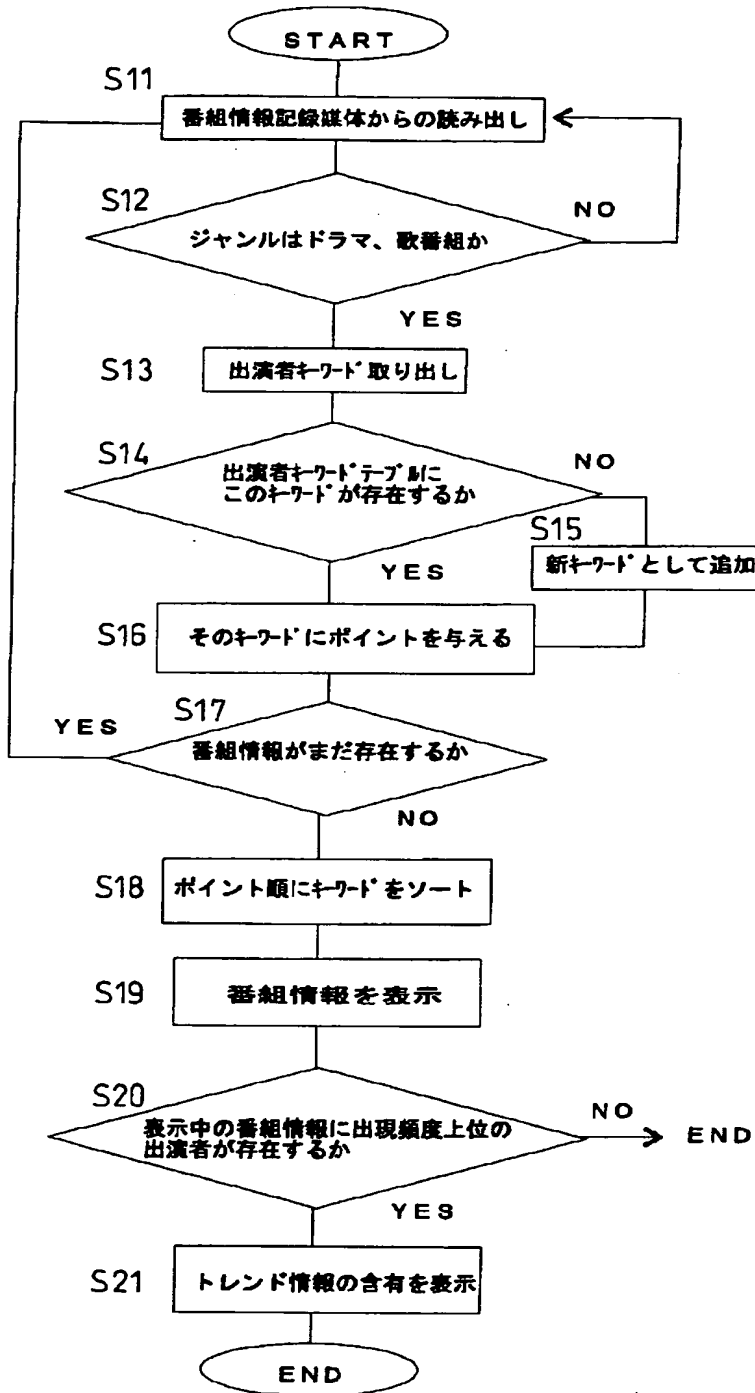 START
S11
番組情報記録媒体からの読み出し
S12
ジャンルはドラマ、歌番組か
NO
YES
S13
出演者ｷｰﾜｰﾄﾞ取り出し
S14
出演者ｷｰﾜｰﾄﾞﾃｰﾌﾞﾙに
このｷｰﾜｰﾄﾞが存在するか
NO
S15
新ｷｰﾜｰﾄﾞとして追加
YES
S16
そのｷｰﾜｰﾄﾞにポイントを与える
S17
YES
番組情報がまだ存在するか
NO
S18
ポイント順にｷｰﾜｰﾄﾞをソート
S19
番組情報を表示
S20
表示中の番組情報に出現頻度上位の
出演者が存在するか
NO
END
YES
S21
トレンド情報の含有を表示
END